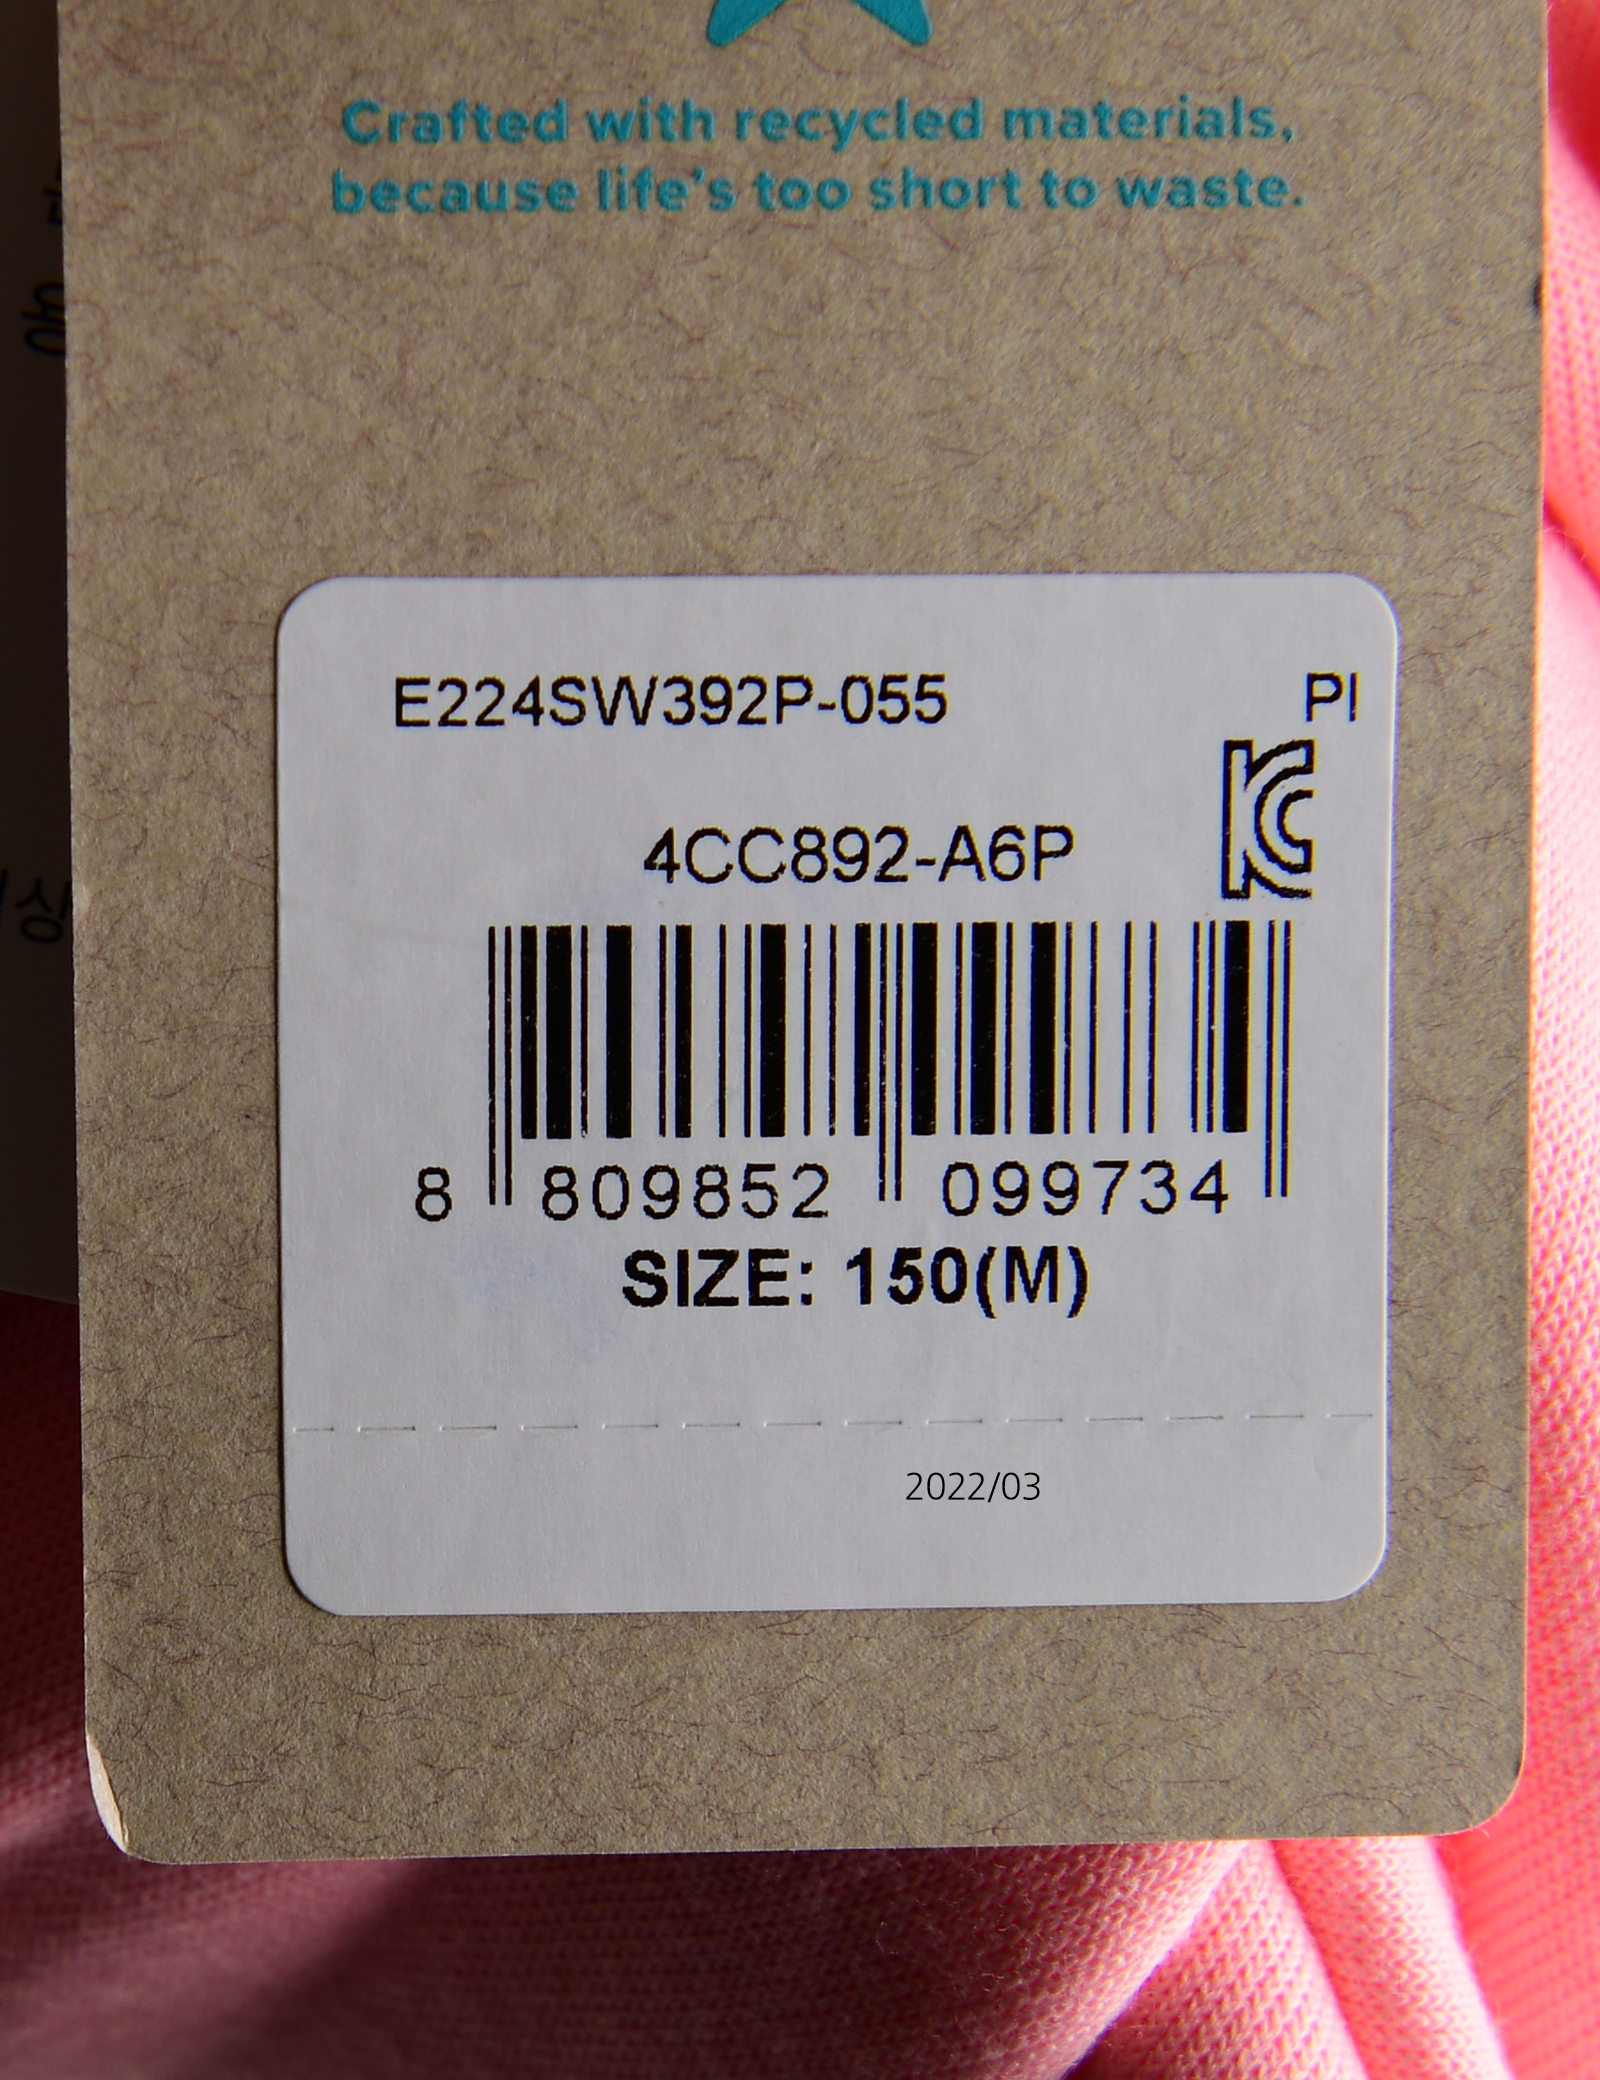 Crafted with recycled materials,
because life's too short to waste.
E224SW392P-055 PI
KC
4CC892-A6P
8 809852 099734
SIZE: 150(M)
2022/03